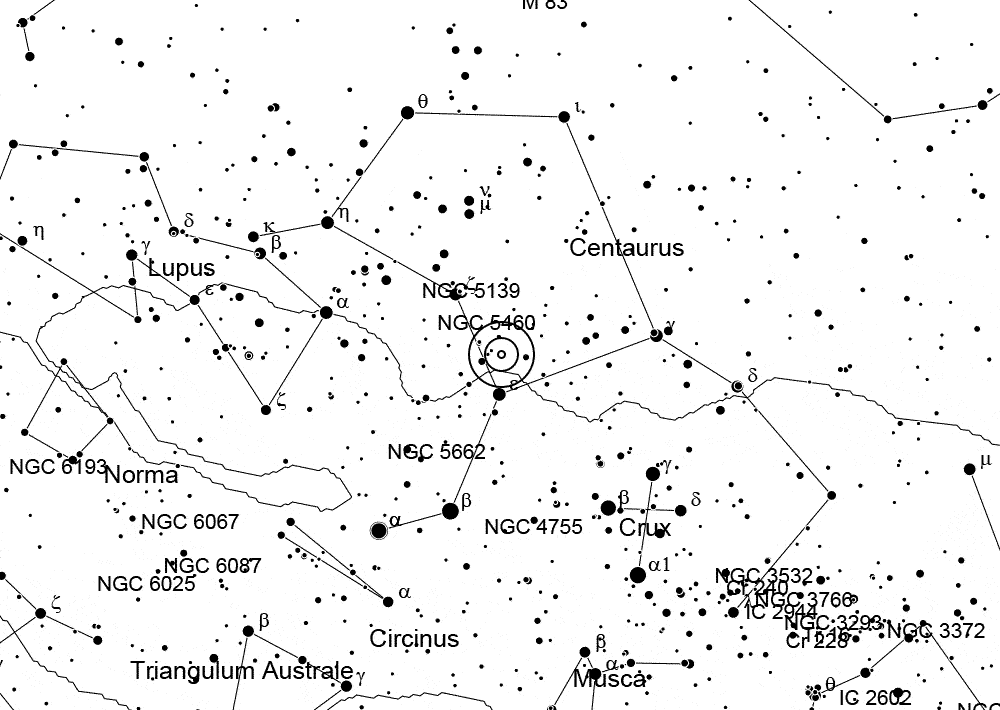 M 83
θ
ι
ν
μ
η
δ
κ
β
η
γ
Centaurus
Lupus
ζ
NGC 5139
ε
α
NGC 5460
γ
δ
ε
ζ
NGC 5662
μ
NGC 6193
Norma
γ
β
δ
β
α
NGC 6067
NGC 4755
Crux
NGC 6087
α1
NGC 3532
NGC 6025
Cr 240
α
NGC 3766
ζ
λ
IC 2944
β
NGC 3293
NGC 3372
Circinus
Cr 228
β
α
Triangulum Australe
γ
Musca
θ
IC 2602
NGC